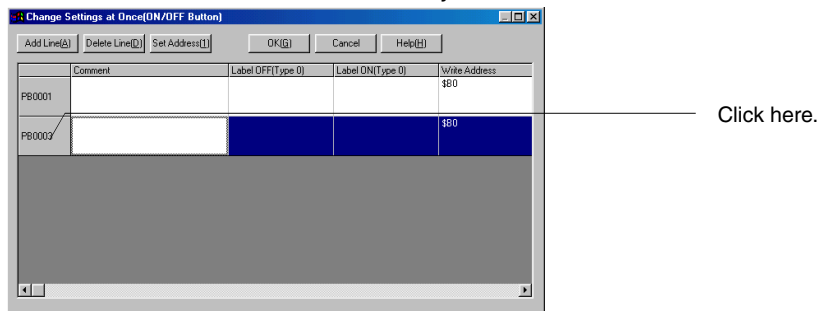 Change Settings at Once(ON/OFF Button)
Add Line(A) Delete Line(D) Set Address(1) OK(G) Cancel Help(H)
Comment Label OFF(Type 0) Label ON(Type 0) Write Address
PB0001 $B0
Click here.
PB0003 $B0